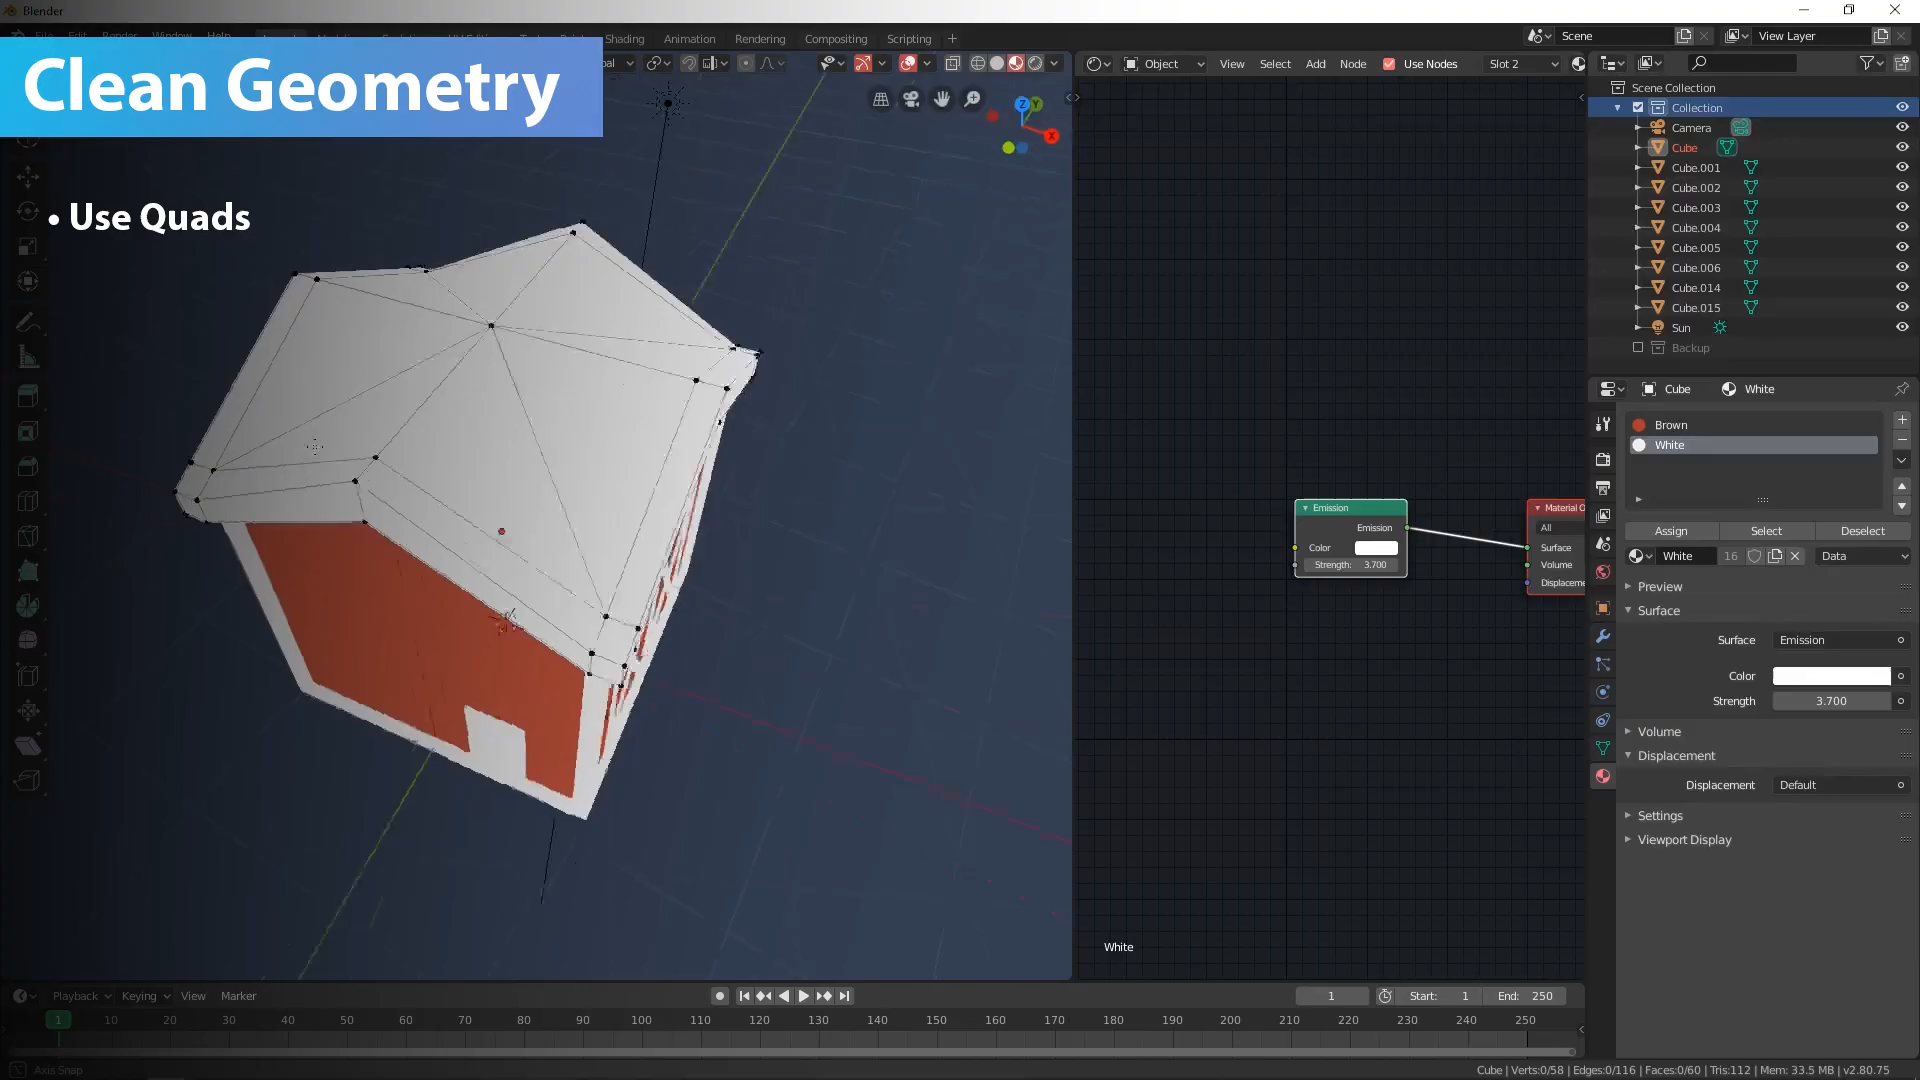 Blender
File Edit Render Window Help
Shading Animation Rendering Compositing Scripting +
Scene
View Layer
Clean Geometry
• Use Quads
Object View Select Add Node Use Nodes Slot 2
Z Y
X
Scene Collection
Collection
Camera
Cube
Cube.001
Cube.002
Cube.003
Cube.004
Cube.005
Cube.006
Cube.014
Cube.015
Sun
Backup
Cube White
Brown
White
Assign Select Deselect
White 16 Data
Preview
Surface
Surface Emission
Color
Strength 3.700
Volume
Displacement
Displacement Default
Settings
Viewport Display
Emission
Emission
Color
Strength: 3.700
Material O
All
Surface
Volume
Displaceme
White
Playback Keying View Marker
1 Start: 1 End: 250
1 10 20 30 40 50 60 70 80 90 100 110 120 130 140 150 160 170 180 190 200 210 220 230 240 250
Axis Snap
Cube | Verts:0/58 | Edges:0/116 | Faces:0/60 | Tris:112 | Mem: 33.5 MB | v2.80.75